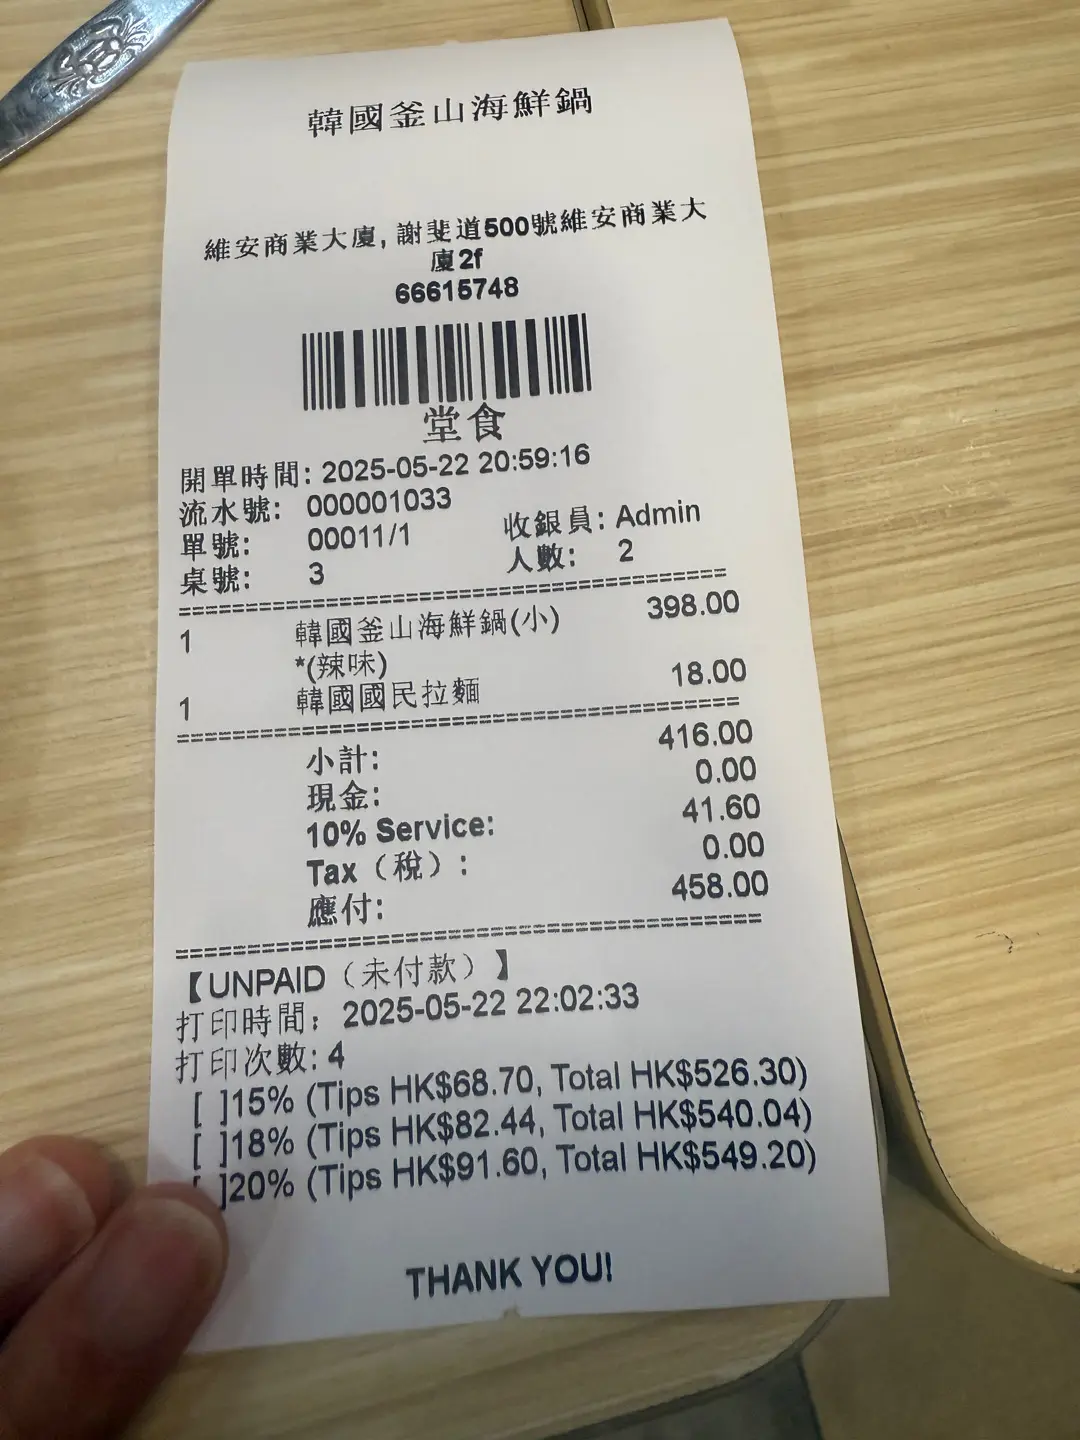 韓國釜山海鮮鍋
維安商業大廈, 謝斐道500號維安商業大
廈2f
66615748
堂食
開單時間: 2025-05-22 20:59:16
流水號: 000001033
單號: 00011/1 收銀員: Admin
桌號: 3 人數: 2
1 韓國釜山海鮮鍋(小) 398.00
*(辣味)
1 韓國國民拉麵 18.00
小計: 416.00
現金: 0.00
10% Service: 41.60
Tax（稅）: 0.00
應付: 458.00
【UNPAID（未付款）】
打印時間： 2025-05-22 22:02:33
打印次數: 4
[ ]15% (Tips HK$68.70, Total HK$526.30)
[ ]18% (Tips HK$82.44, Total HK$540.04)
[ ]20% (Tips HK$91.60, Total HK$549.20)
THANK YOU!